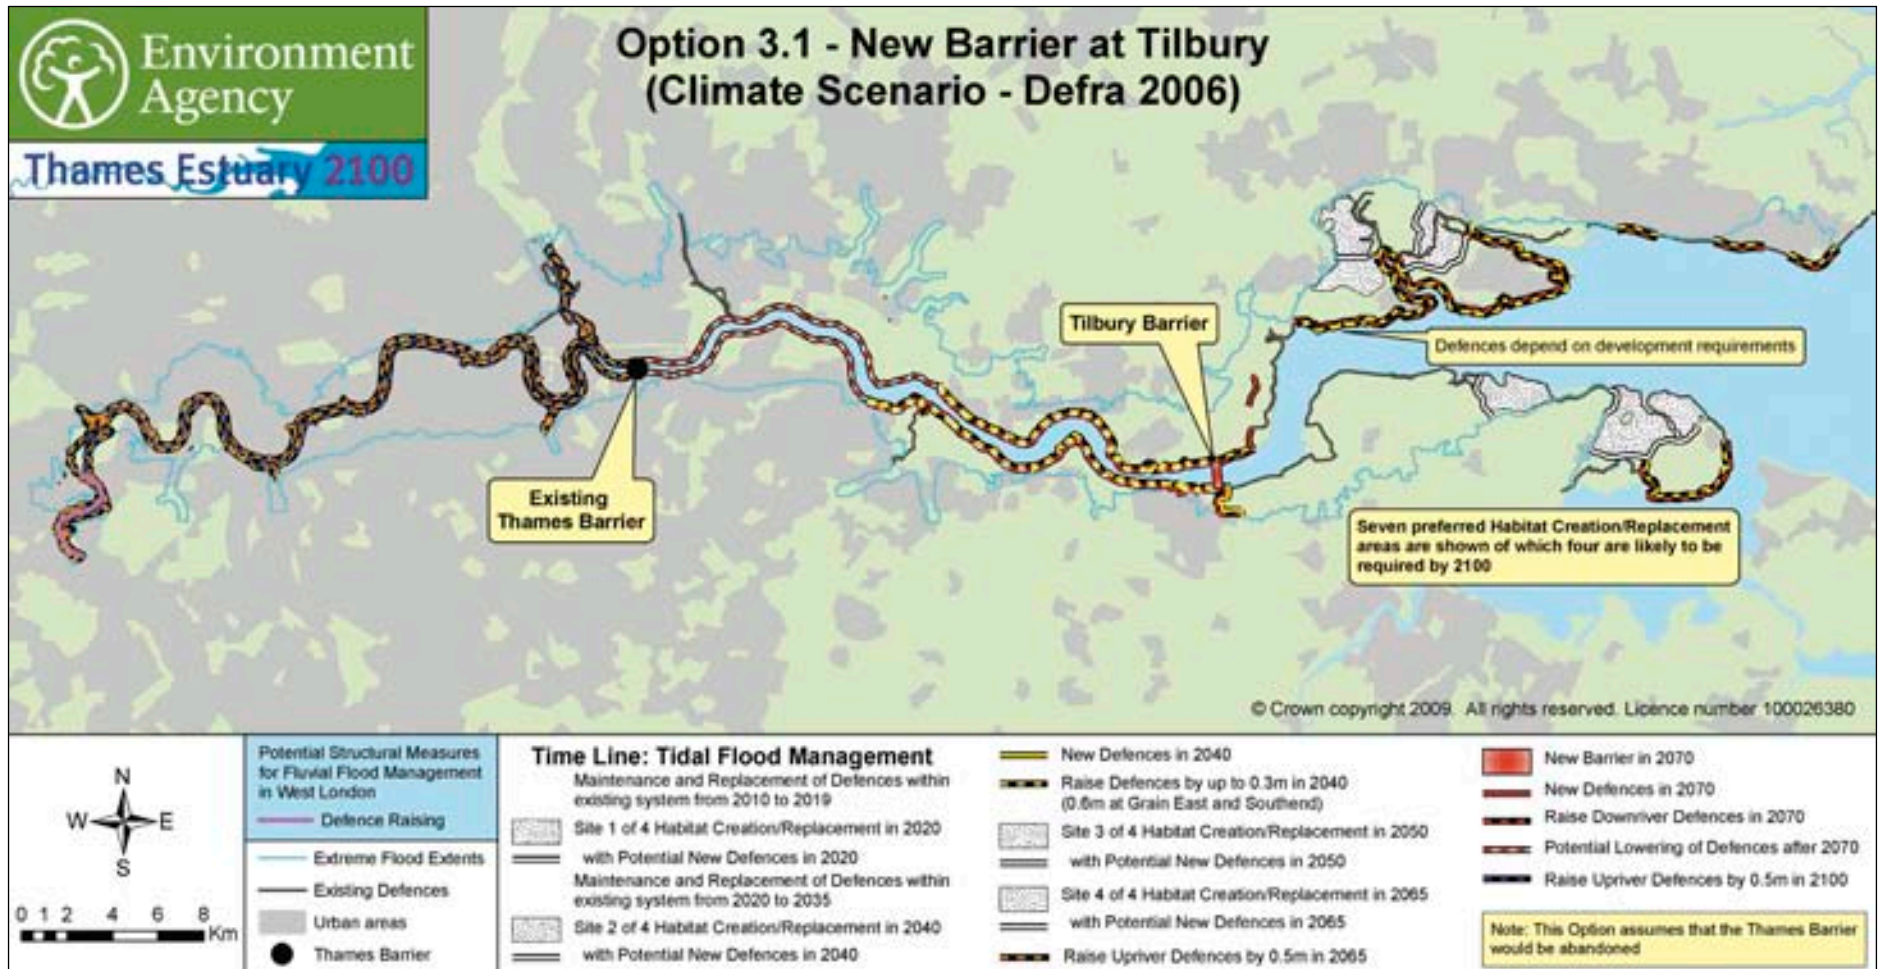 Environment
Agency
Thames Estuary 2100
Option 3.1 - New Barrier at Tilbury
(Climate Scenario - Defra 2006)
Tilbury Barrier
Defences depend on development requirements
Existing
Thames Barrier
Seven preferred Habitat Creation/Replacement
areas are shown of which four are likely to be
required by 2100
© Crown copyright 2009. All rights reserved. Licence number 100026380
N
W E
S
0 1 2 4 6 8
Km
Potential Structural Measures
for Fluvial Flood Management
in West London
Defence Raising
Extreme Flood Extents
Existing Defences
Urban areas
Thames Barrier
Time Line: Tidal Flood Management
Maintenance and Replacement of Defences within
existing system from 2010 to 2019
Site 1 of 4 Habitat Creation/Replacement in 2020
with Potential New Defences in 2020
Maintenance and Replacement of Defences within
existing system from 2020 to 2035
Site 2 of 4 Habitat Creation/Replacement in 2040
with Potential New Defences in 2040
New Defences in 2040
Raise Defences by up to 0.3m in 2040
(0.6m at Grain East and Southend)
Site 3 of 4 Habitat Creation/Replacement in 2050
with Potential New Defences in 2050
Site 4 of 4 Habitat Creation/Replacement in 2065
with Potential New Defences in 2065
Raise Upriver Defences by 0.5m in 2065
New Barrier in 2070
New Defences in 2070
Raise Downriver Defences in 2070
Potential Lowering of Defences after 2070
Raise Upriver Defences by 0.5m in 2100
Note: This Option assumes that the Thames Barrier
would be abandoned